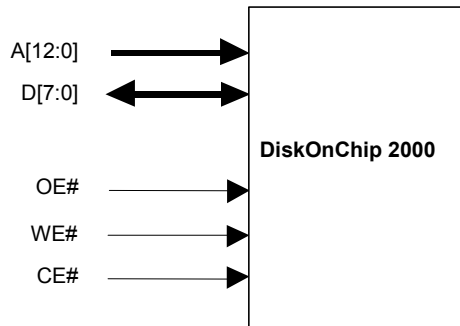 A[12:0]
D[7:0]
DiskOnChip 2000
OE#
WE#
CE#